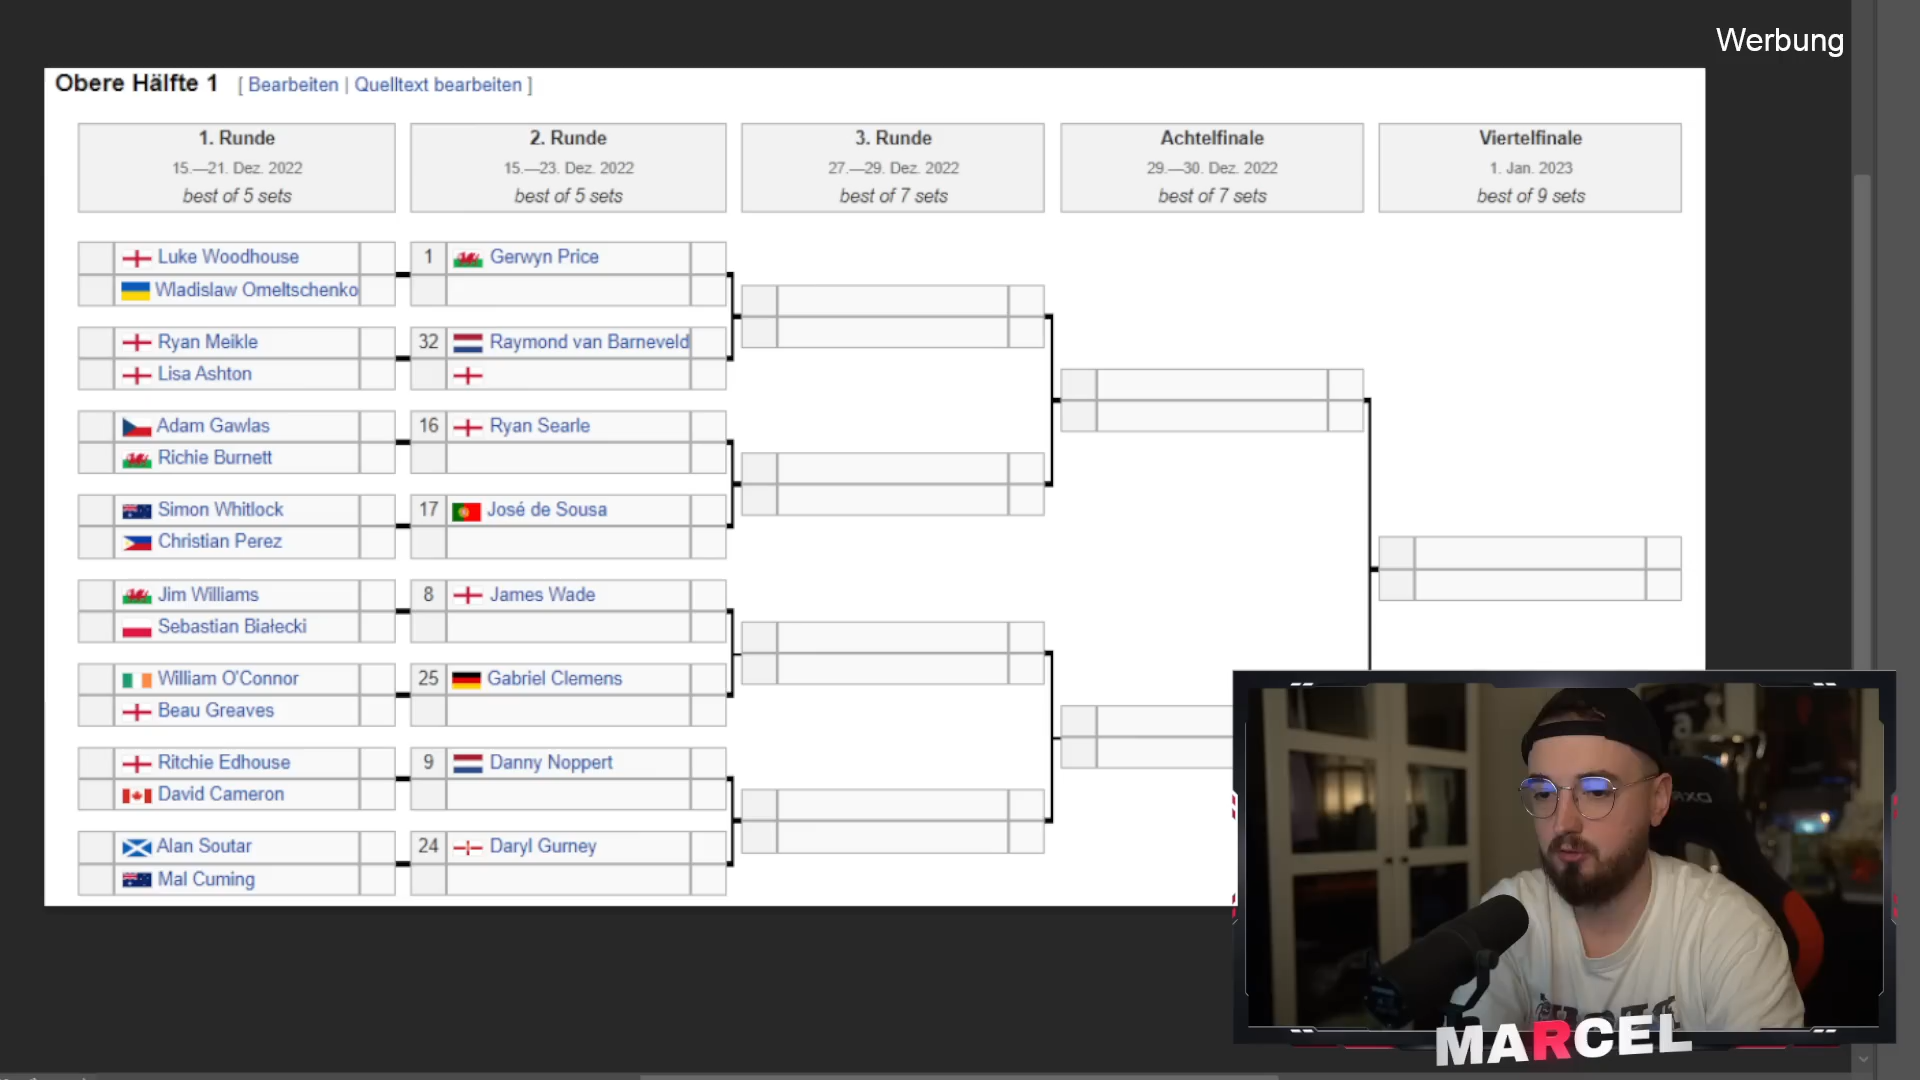 Werbung
Obere Hälfte 1 [ Bearbeiten | Quelltext bearbeiten ]
1. Runde
15.—21. Dez. 2022
best of 5 sets
2. Runde
15.—23. Dez. 2022
best of 5 sets
3. Runde
27.—29. Dez. 2022
best of 7 sets
Achtelfinale
29.—30. Dez. 2022
best of 7 sets
Viertelfinale
1. Jan. 2023
best of 9 sets
Luke Woodhouse
Wladislaw Omeltschenko
Ryan Meikle
Lisa Ashton
Adam Gawlas
Richie Burnett
Simon Whitlock
Christian Perez
Jim Williams
Sebastian Białecki
William O'Connor
Beau Greaves
Ritchie Edhouse
David Cameron
Alan Soutar
Mal Cuming
1 Gerwyn Price
32 Raymond van Barneveld
16 Ryan Searle
17 José de Sousa
8 James Wade
25 Gabriel Clemens
9 Danny Noppert
24 Daryl Gurney
MARCEL